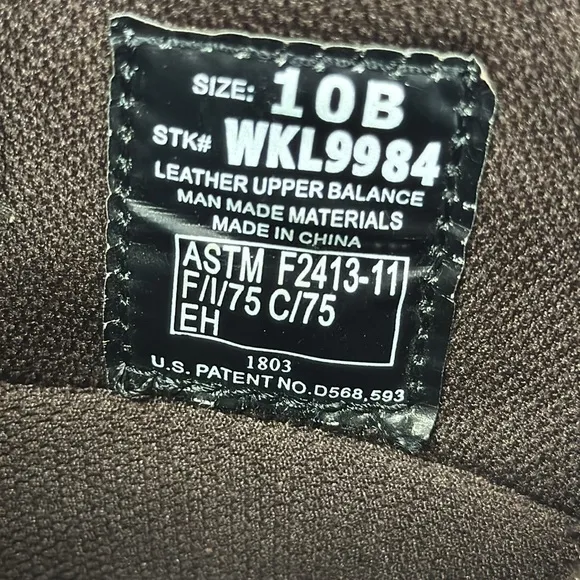 SIZE: 10B
STK# WKL9984
LEATHER UPPER BALANCE
MAN MADE MATERIALS
MADE IN CHINA
ASTM F2413-11
F/I/75 C/75
EH
1803
U.S. PATENT NO. D568,593